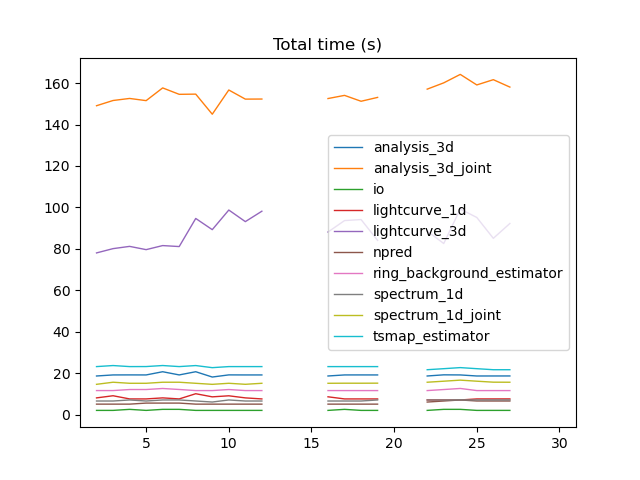 Total time (s)
160
140
120
100
80
60
40
20
0
analysis_3d
analysis_3d_joint
io
lightcurve_1d
lightcurve_3d
npred
ring_background_estimator
spectrum_1d
spectrum_1d_joint
tsmap_estimator
5 10 15 20 25 30